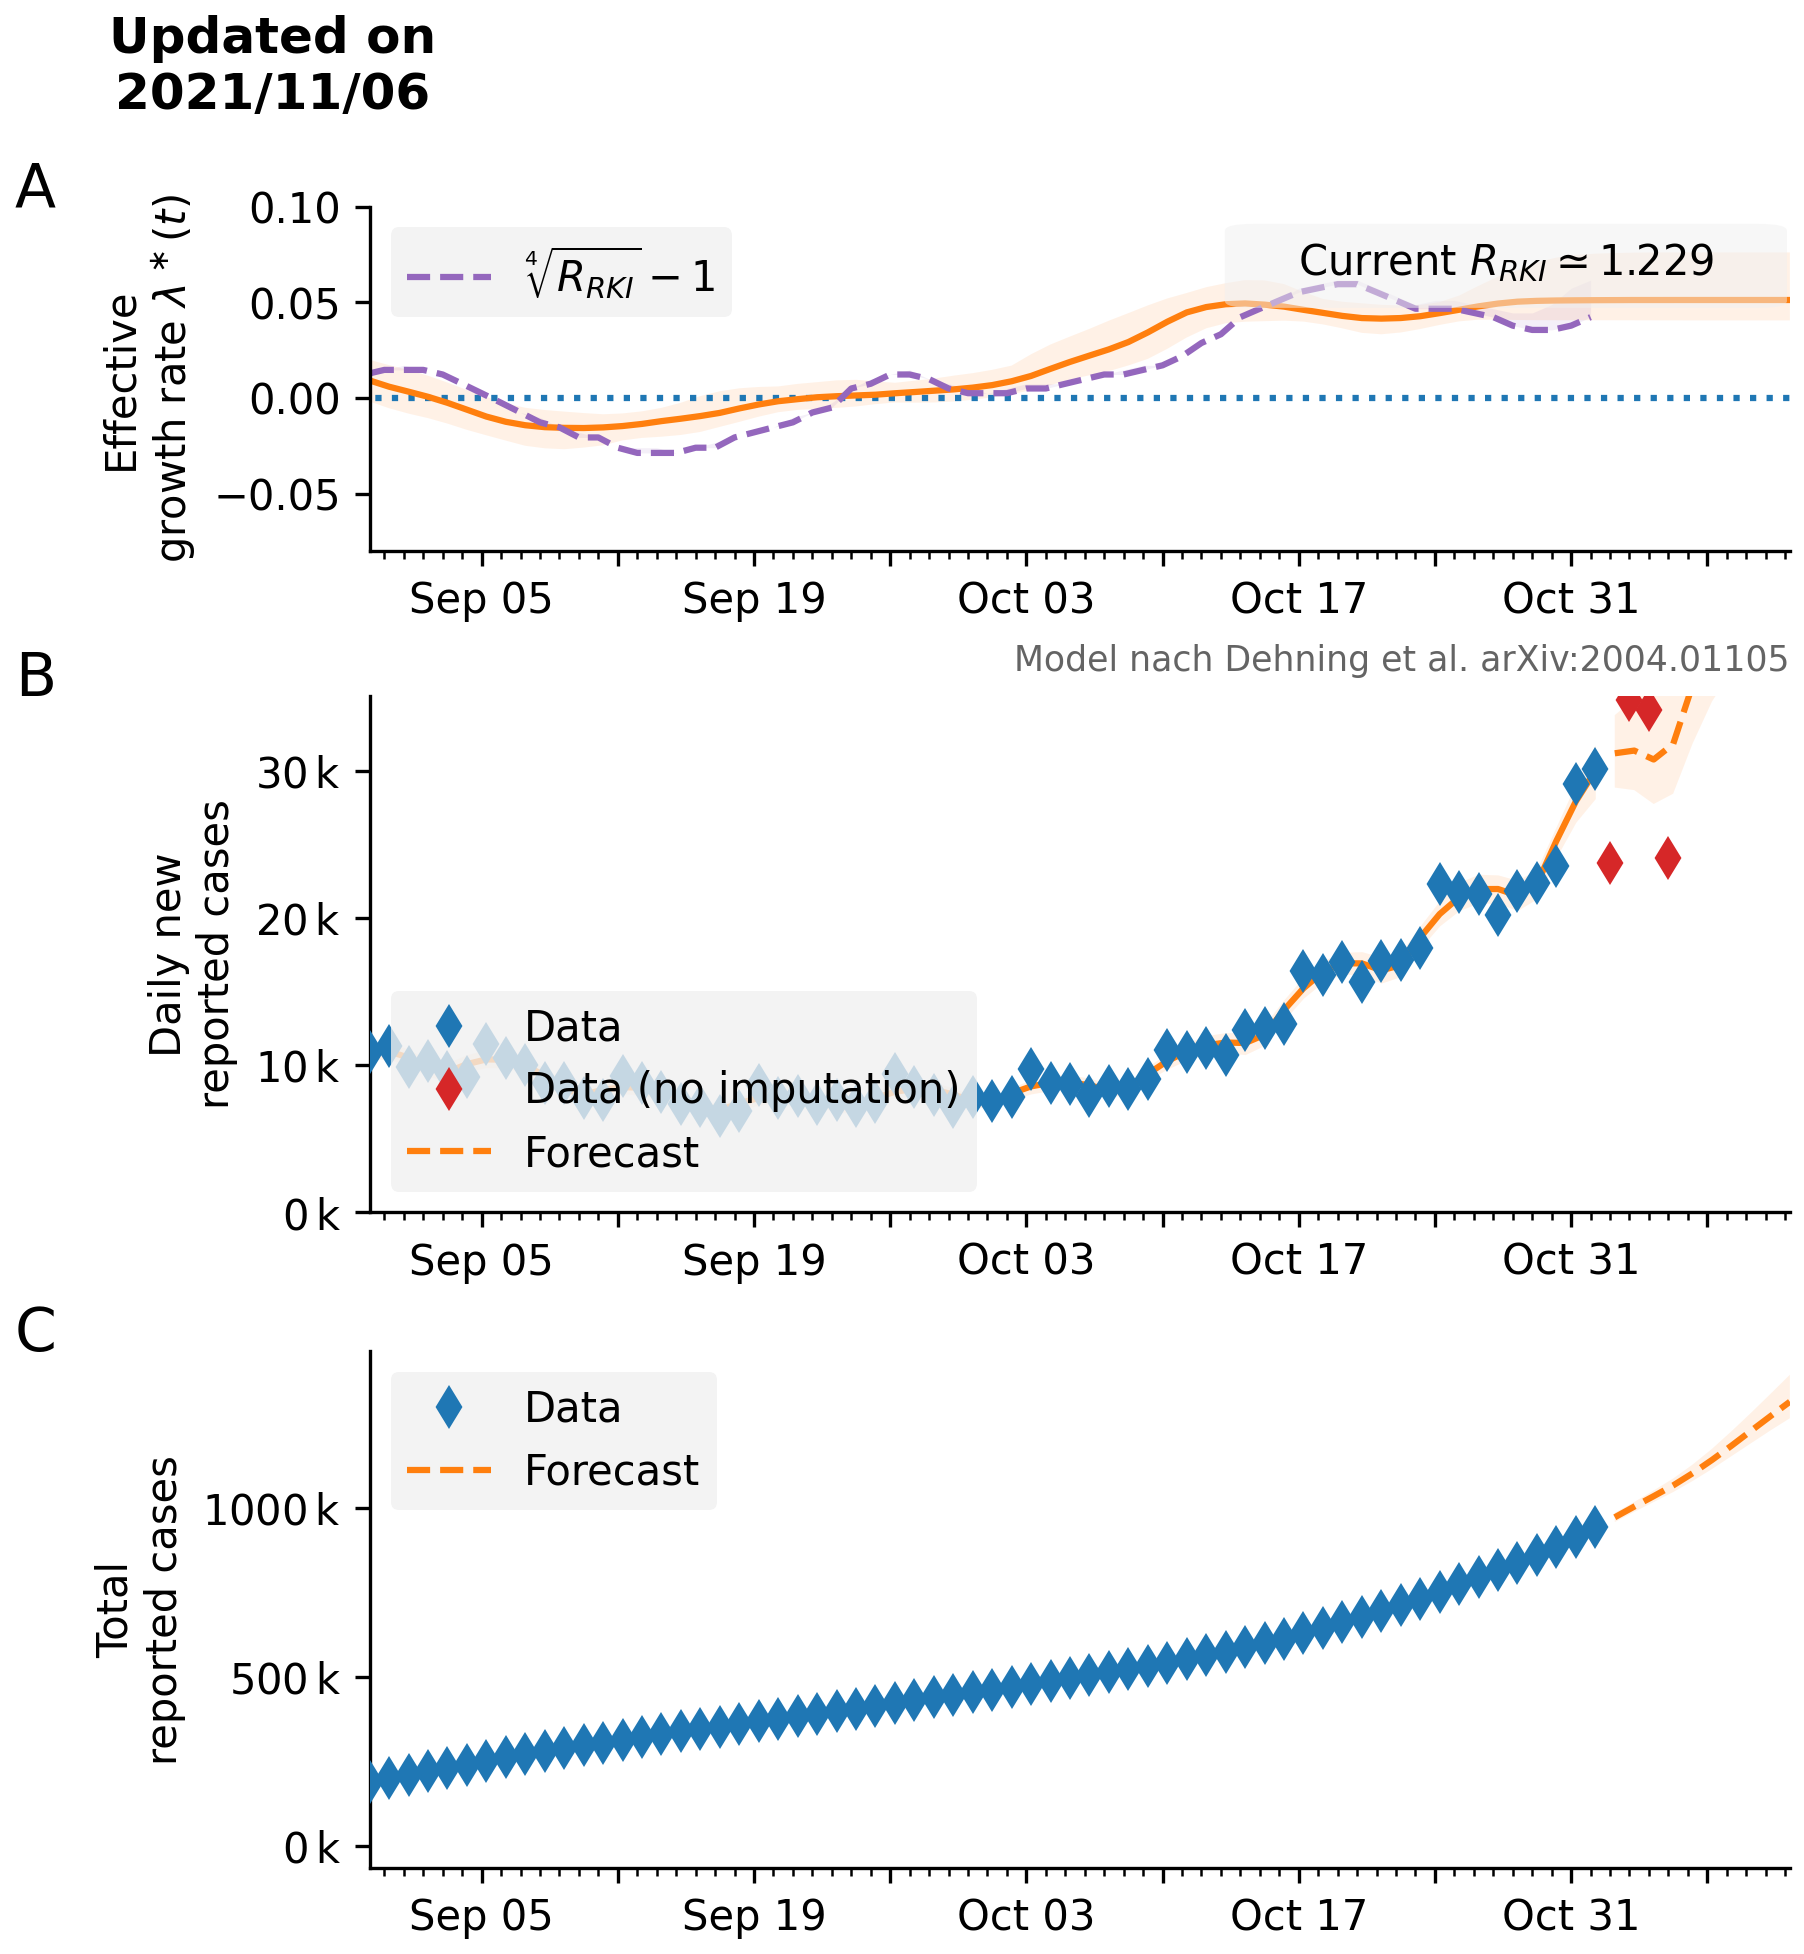 Updated on
2021/11/06
A
Effective
growth rate λ * (t)
0.10
0.05
0.00
−0.05
∜R_RKI − 1
Current R_RKI ≃ 1.229
Sep 05
Sep 19
Oct 03
Oct 17
Oct 31
B
Model nach Dehning et al. arXiv:2004.01105
Daily new
reported cases
30 k
20 k
10 k
0 k
Data
Data (no imputation)
Forecast
Sep 05
Sep 19
Oct 03
Oct 17
Oct 31
C
Total
reported cases
1000 k
500 k
0 k
Data
Forecast
Sep 05
Sep 19
Oct 03
Oct 17
Oct 31